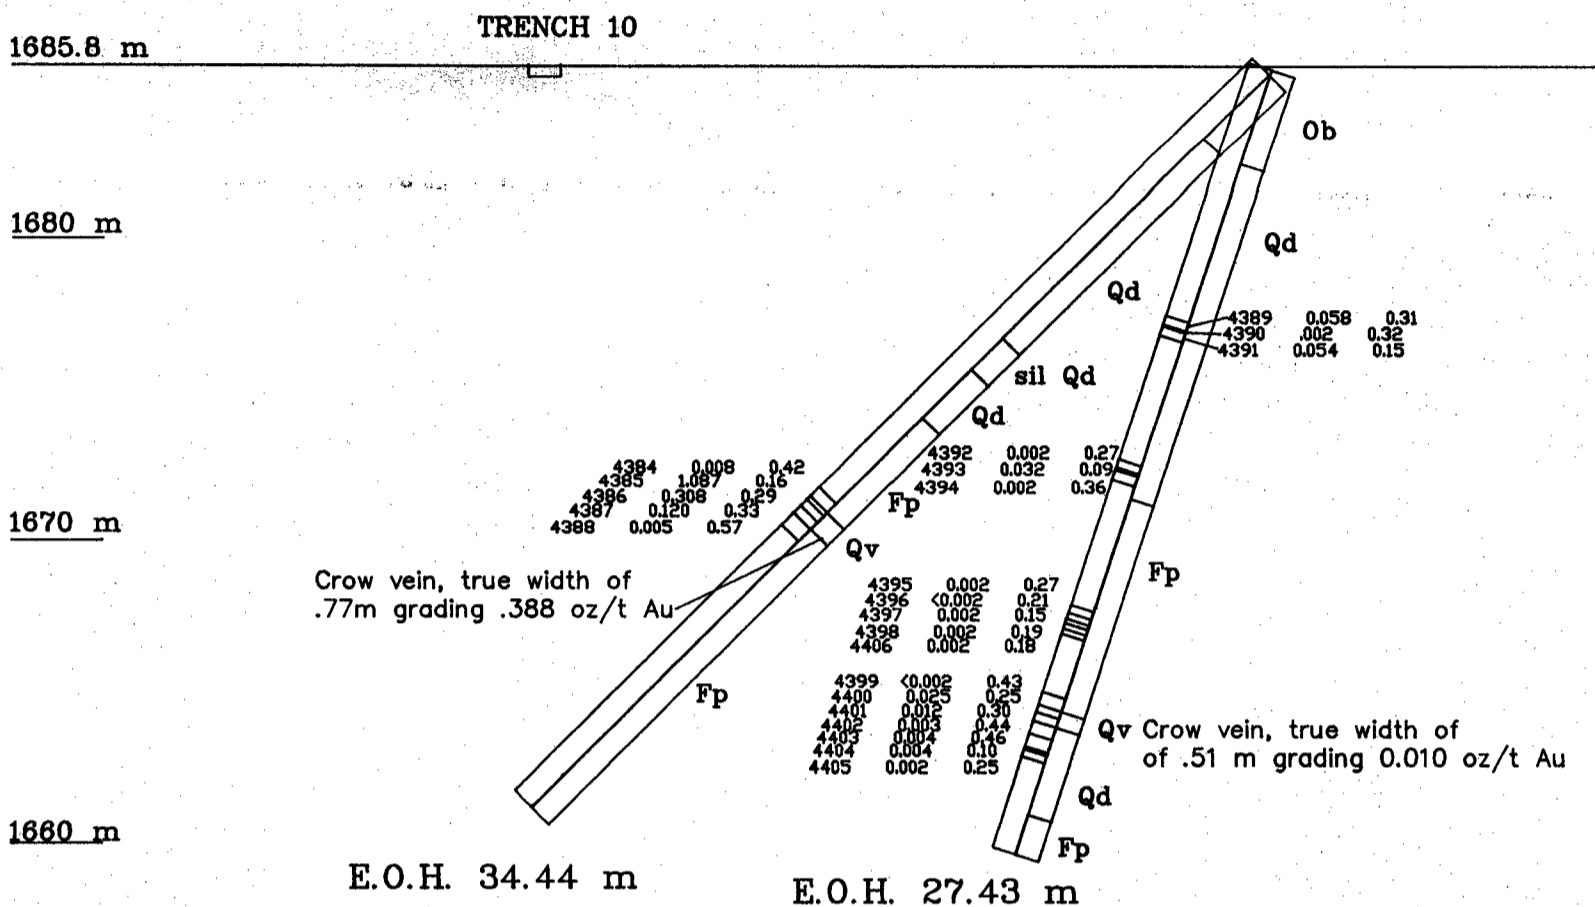 TRENCH 10
1685.8 m
Ob
1680 m
Qd
Qd
4389 0.058 0.31
4390 .002 0.32
4391 0.054 0.15
sil Qd
Qd
4392 0.002 0.27
4393 0.032 0.09
4394 0.002 0.36
4384 0.008 0.42
4385 1.087 0.16
4386 0.308 0.29
4387 0.120 0.33
4388 0.005 0.57
Fp
1670 m
Qv
Fp
Crow vein, true width of
.77m grading .388 oz/t Au
4395 0.002 0.27
4396 <0.002 0.21
4397 0.002 0.15
4398 0.002 0.19
4406 0.002 0.18
Fp
4399 <0.002 0.43
4400 0.025 0.25
4401 0.012 0.30
4402 0.003 0.44
4403 0.004 0.46
4404 0.004 0.10
4405 0.002 0.25
Qv Crow vein, true width of
of .51 m grading 0.010 oz/t Au
Qd
1660 m
Fp
E.O.H. 34.44 m
E.O.H. 27.43 m